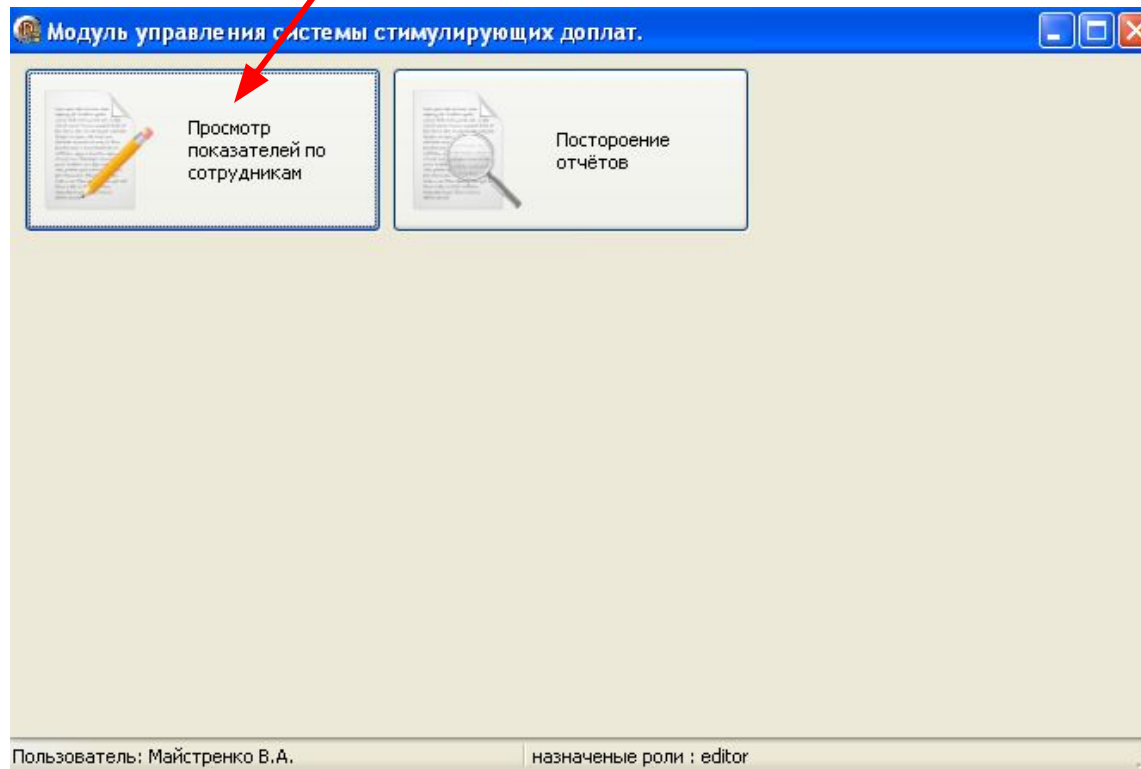 Модуль управления системы стимулирующих доплат.
Просмотр
показателей по
сотрудникам
Постороение
отчётов
Пользователь: Майстренко В.А.
назначеные роли : editor